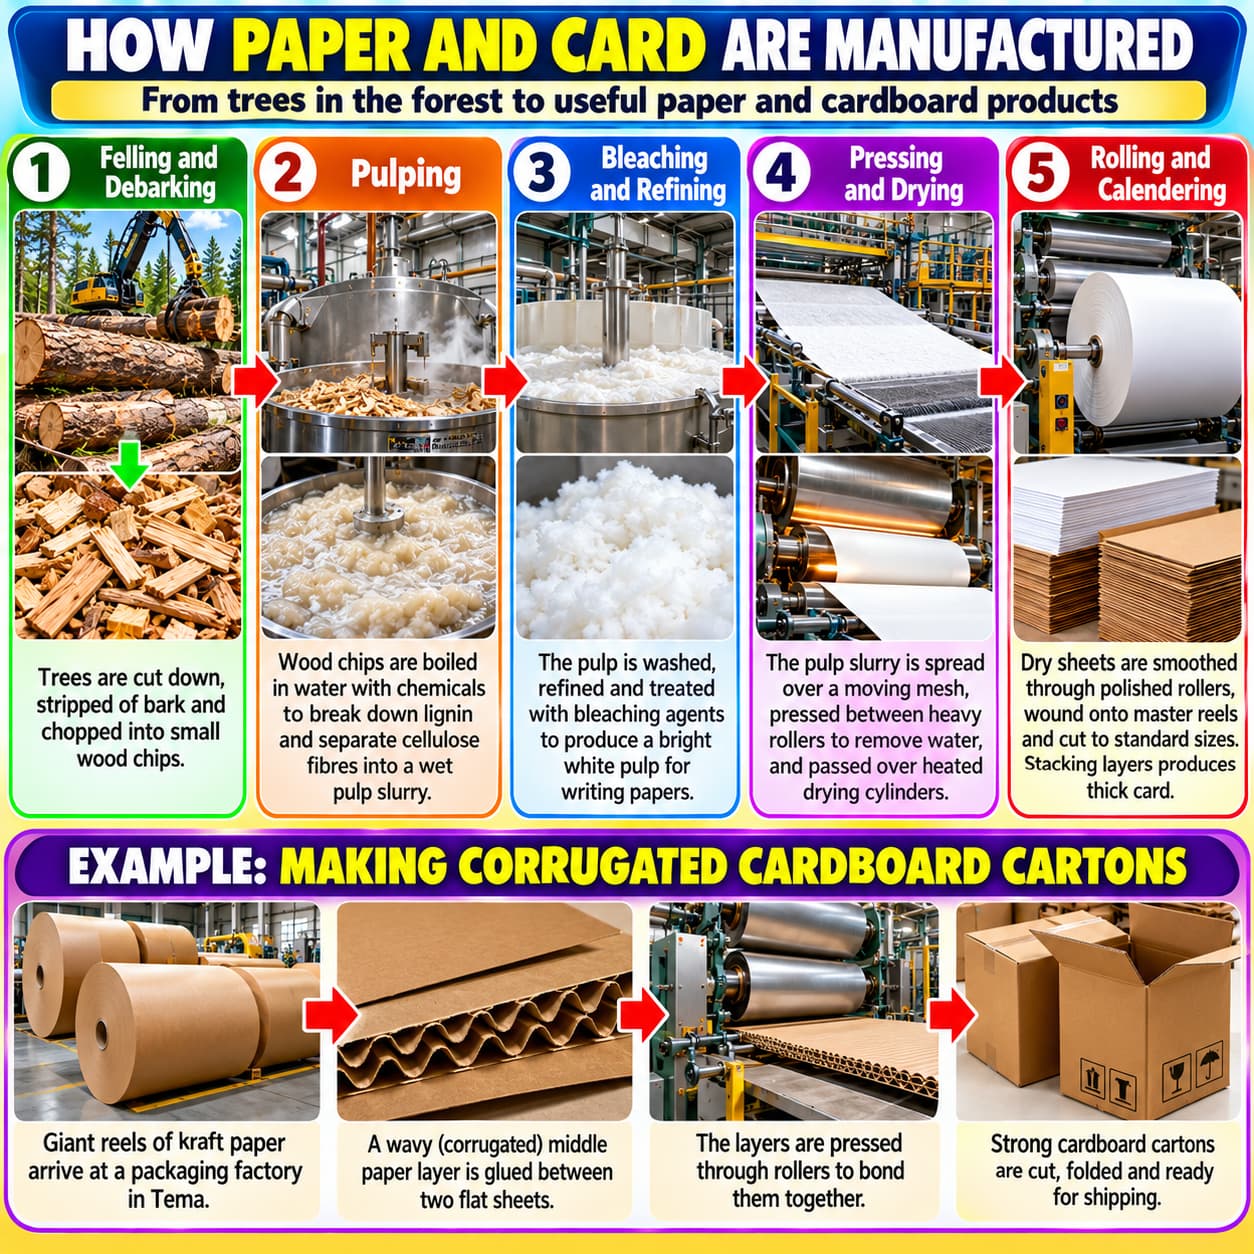 HOW PAPER AND CARD ARE MANUFACTURED
From trees in the forest to useful paper and cardboard products
1
Felling and
Debarking
Trees are cut down,
stripped of bark and
chopped into small
wood chips.
2
Pulping
Wood chips are boiled
in water with chemicals
to break down lignin
and separate cellulose
fibres into a wet
pulp slurry.
3
Bleaching
and Refining
The pulp is washed,
refined and treated
with bleaching agents
to produce a bright
white pulp for
writing papers.
4
Pressing
and Drying
The pulp slurry is spread
over a moving mesh,
pressed between heavy
rollers to remove water,
and passed over heated
drying cylinders.
5
Rolling and
Calendering
Dry sheets are smoothed
through polished rollers,
wound onto master reels
and cut to standard sizes.
Stacking layers produces
thick card.
EXAMPLE: MAKING CORRUGATED CARDBOARD CARTONS
Giant reels of kraft paper
arrive at a packaging factory
in Tema.
A wavy (corrugated) middle
paper layer is glued between
two flat sheets.
The layers are pressed
through rollers to bond
them together.
Strong cardboard cartons
are cut, folded and ready
for shipping.